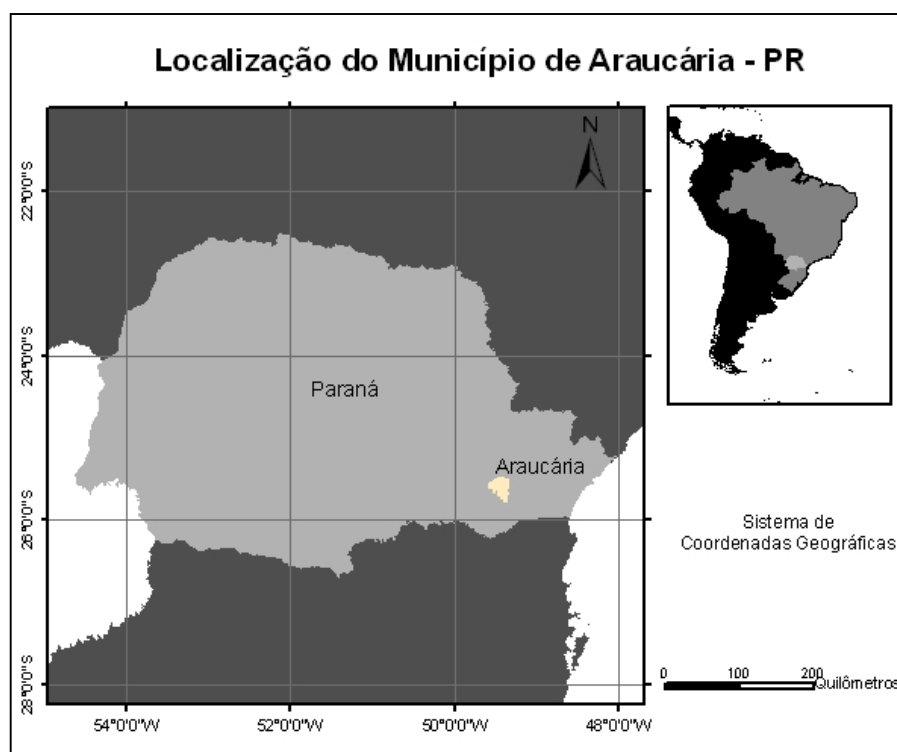 Localização do Município de Araucária - PR
N
22°0'0"S
24°0'0"S
26°0'0"S
28°0'0"S
Paraná
Araucária
54°0'0"W
52°0'0"W
50°0'0"W
48°0'0"W
Sistema de
Coordenadas Geográficas
0 100 200
Quilômetros